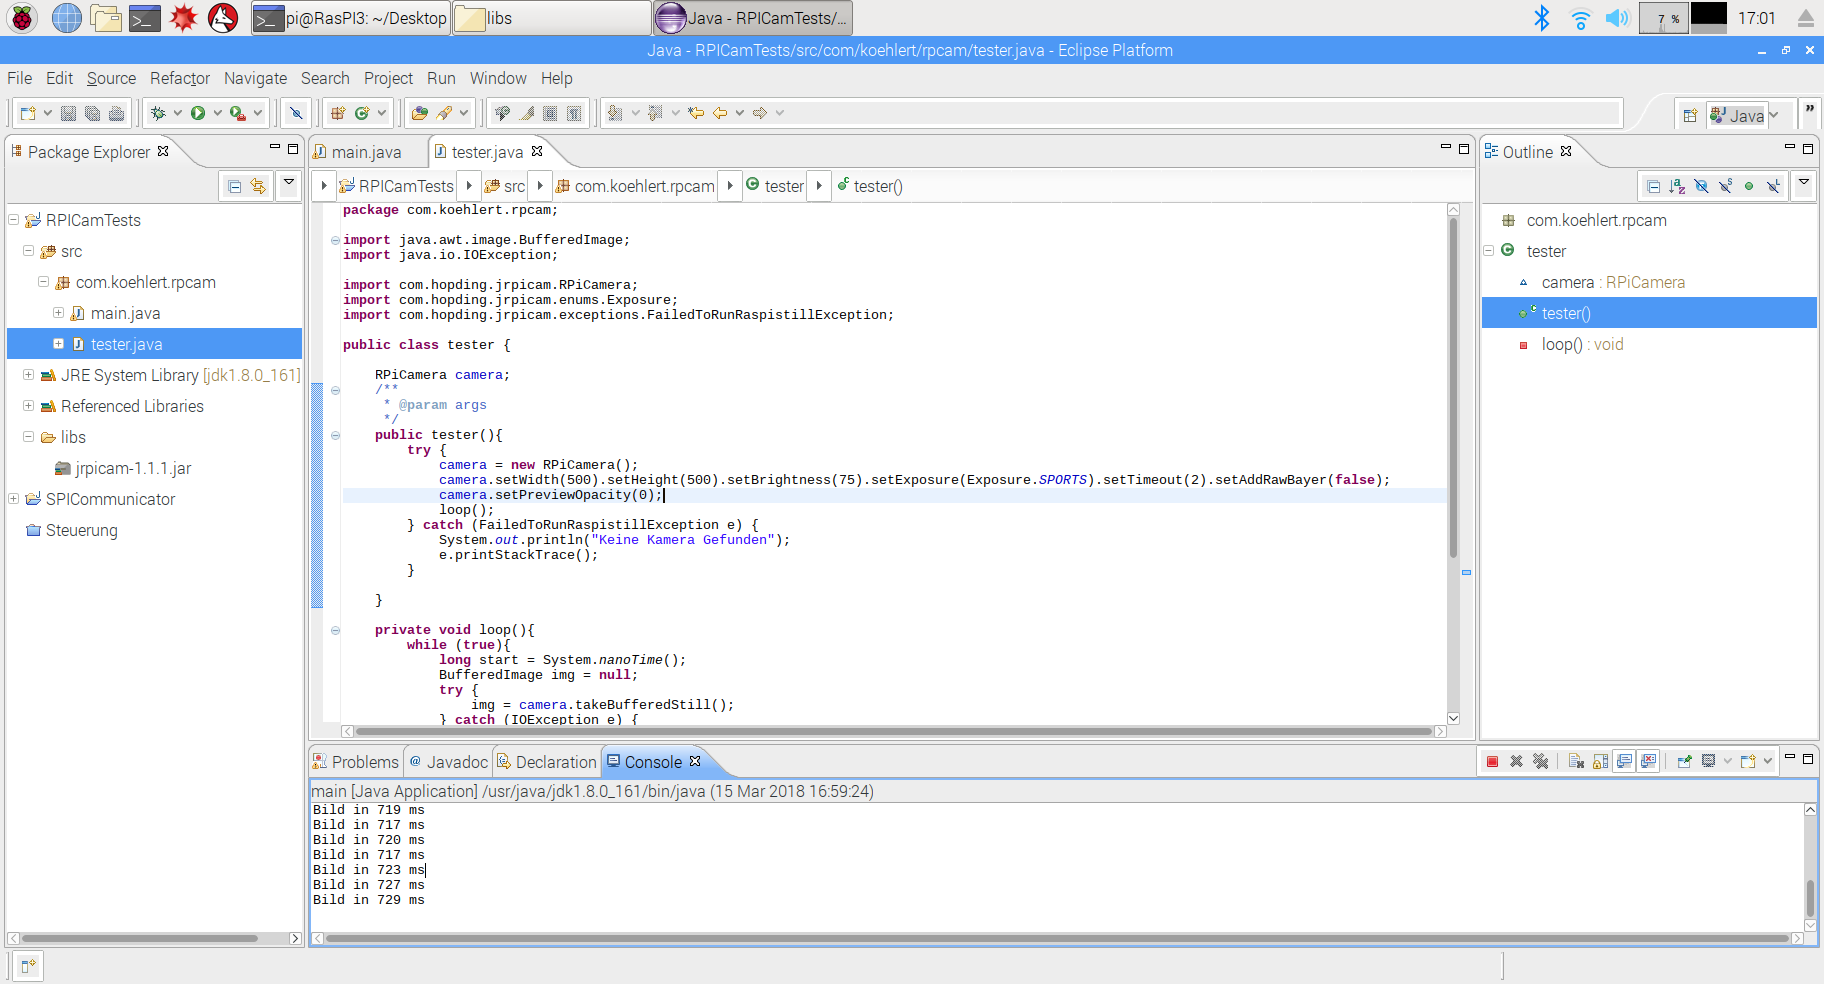 pi@RasPI3: ~/Desktop
libs
Java - RPICamTests/...
7 %
17:01
Java - RPICamTests/src/com/koehlert/rpcam/tester.java - Eclipse Platform
File Edit Source Refactor Navigate Search Project Run Window Help
Java
Package Explorer
RPICamTests
src
com.koehlert.rpcam
main.java
tester.java
JRE System Library [jdk1.8.0_161]
Referenced Libraries
libs
jrpicam-1.1.1.jar
SPICommunicator
Steuerung
main.java
tester.java
RPICamTests src com.koehlert.rpcam tester tester()
package com.koehlert.rpcam;
import java.awt.image.BufferedImage;
import java.io.IOException;
import com.hopding.jrpicam.RPiCamera;
import com.hopding.jrpicam.enums.Exposure;
import com.hopding.jrpicam.exceptions.FailedToRunRaspistillException;
public class tester {
RPiCamera camera;
/**
* @param args
*/
public tester(){
try {
camera = new RPiCamera();
camera.setWidth(500).setHeight(500).setBrightness(75).setExposure(Exposure.SPORTS).setTimeout(2).setAddRawBayer(false);
camera.setPreviewOpacity(0);
loop();
} catch (FailedToRunRaspistillException e) {
System.out.println("Keine Kamera Gefunden");
e.printStackTrace();
}
}
private void loop(){
while (true){
long start = System.nanoTime();
BufferedImage img = null;
try {
img = camera.takeBufferedStill();
} catch (IOException e) {
Outline
com.koehlert.rpcam
tester
camera : RPiCamera
tester()
loop() : void
Problems
Javadoc
Declaration
Console
main [Java Application] /usr/java/jdk1.8.0_161/bin/java (15 Mar 2018 16:59:24)
Bild in 719 ms
Bild in 717 ms
Bild in 720 ms
Bild in 717 ms
Bild in 723 ms
Bild in 727 ms
Bild in 729 ms